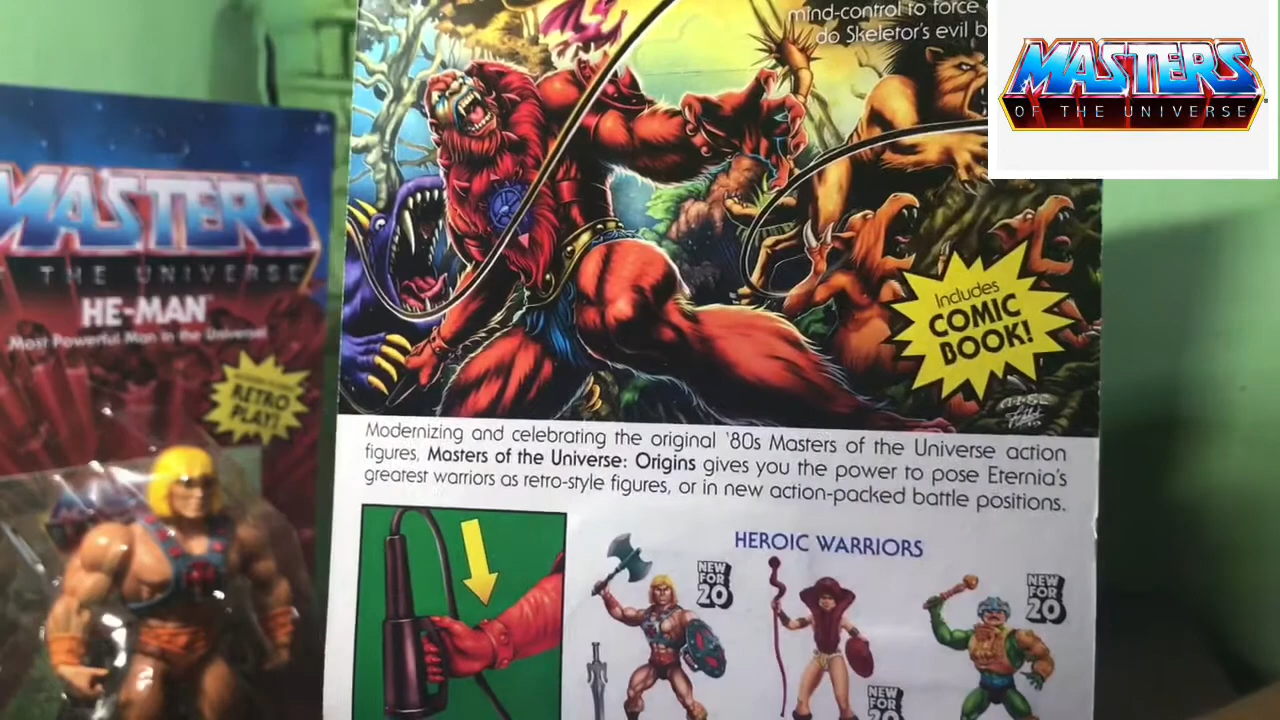 mind-control to force
do Skeletor's evil b
MASTERS
OF THE UNIVERSE
MASTERS
THE UNIVERSE
HE-MAN
Most Powerful Man in the Universe!
RETRO
PLAY!
Includes
COMIC
BOOK!
Modernizing and celebrating the original '80s Masters of the Universe action
figures, Masters of the Universe: Origins gives you the power to pose Eternia's
greatest warriors as retro-style figures, or in new action-packed battle positions.
HEROIC WARRIORS
NEW
FOR
20
NEW
FOR
20
NEW
FOR
20